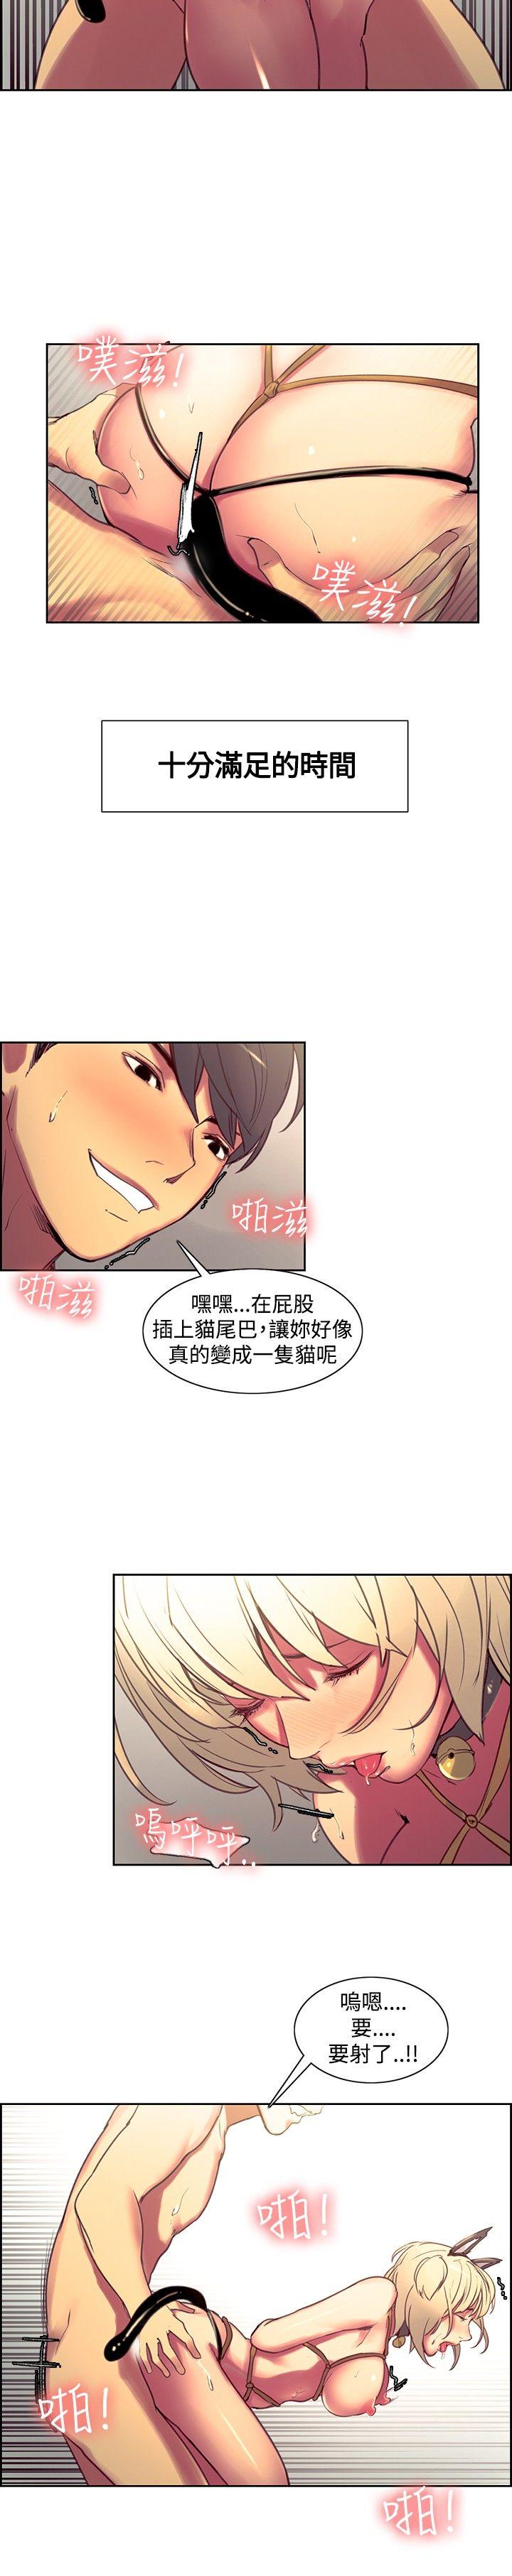 噗滋!
噗滋!
十分滿足的時間
啪滋
啪滋
嘿嘿...在屁股
插上貓尾巴,讓妳好像
真的變成一隻貓呢
嗚呼呼..
嗚嗯....
要....
要射了..!!
啪!
啪!
啪!